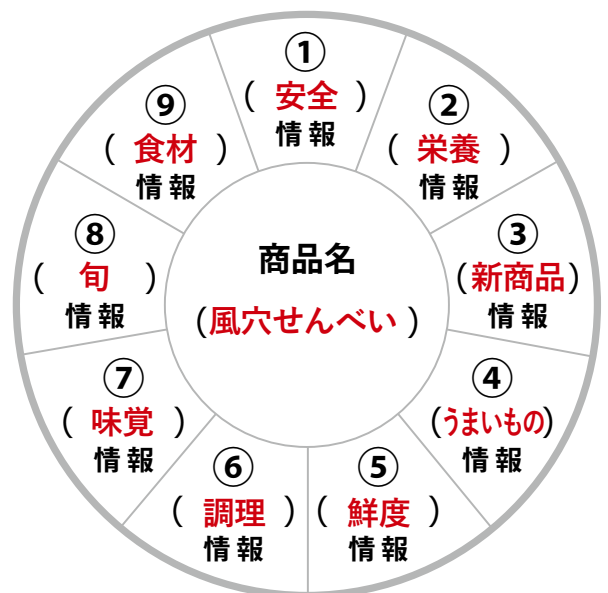 ①
( 安全 )
情報
②
( 栄養 )
情報
③
(新商品)
情報
④
(うまいもの)
情報
⑤
( 鮮度 )
情報
⑥
( 調理 )
情報
⑦
( 味覚 )
情報
⑧
( 旬 )
情報
⑨
( 食材 )
情報
商品名
(風穴せんべい )